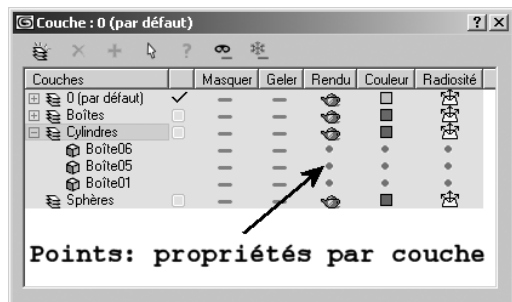 Couche : 0 (par défaut)
Couches Masquer Geler Rendu Couleur Radiosité
0 (par défaut)
Boîtes
Cylindres
Boîte06
Boîte05
Boîte01
Sphères
Points: propriétés par couche